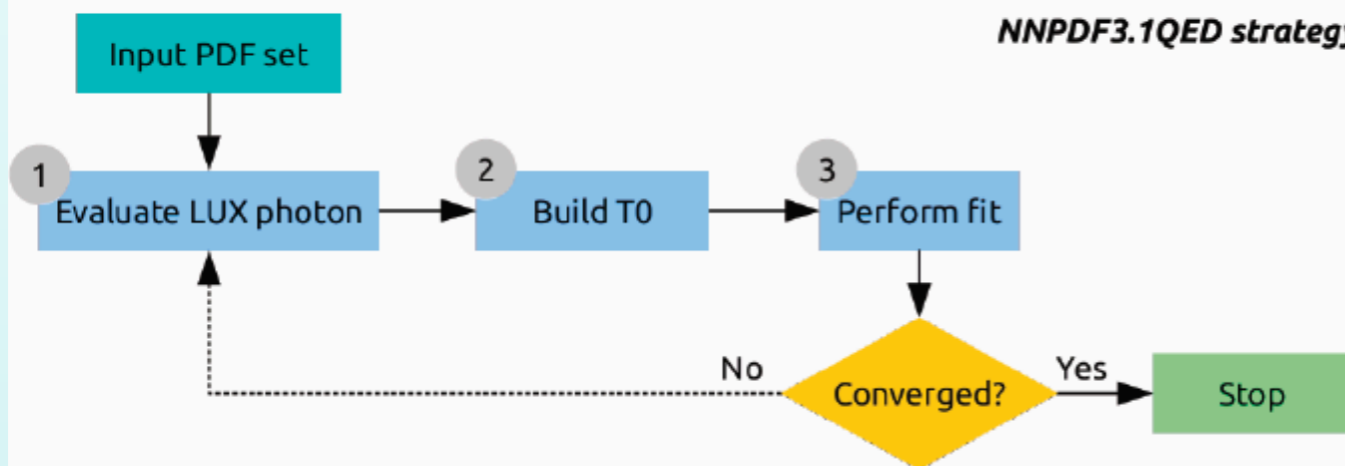 NNPDF3.1QED strategy
Input PDF set
1
Evaluate LUX photon
2
Build T0
3
Perform fit
Converged?
No
Yes
Stop